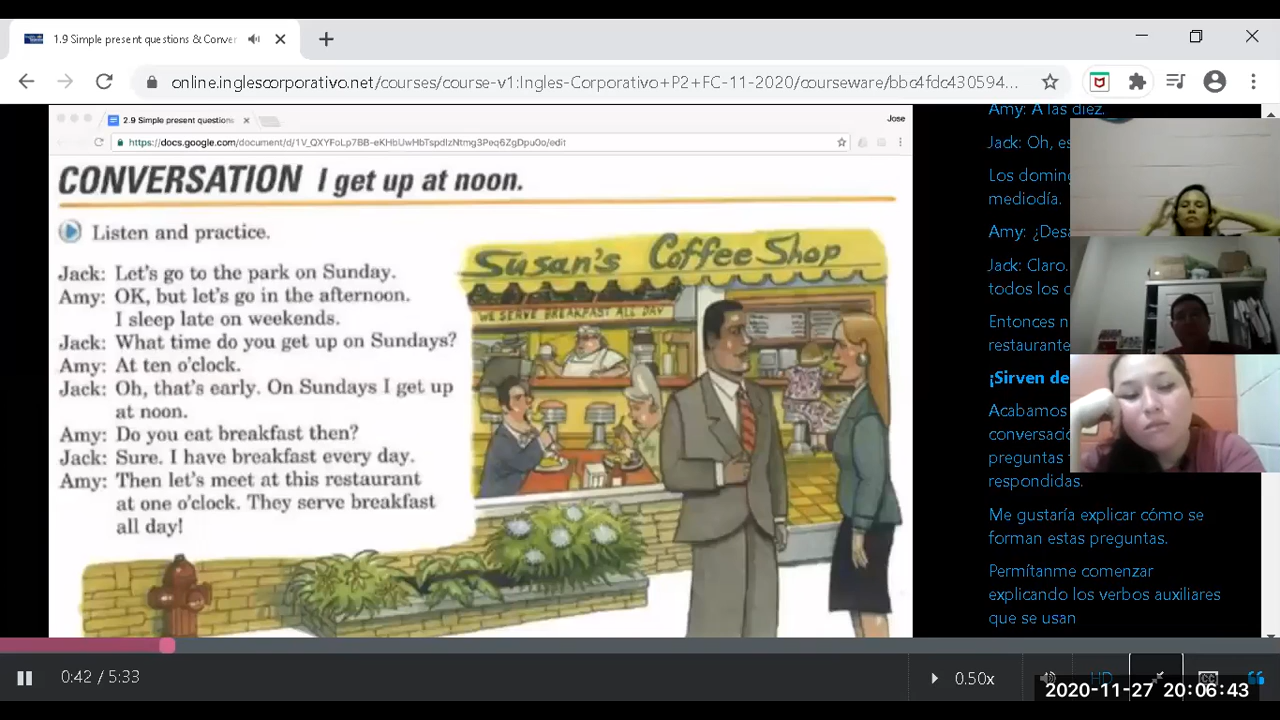 1.9 Simple present questions & Conver
online.inglescorporativo.net/courses/course-v1:Ingles-Corporativo+P2+FC-11-2020/courseware/bbc4fdc430594...
2.9 Simple present questions
Jose
https://docs.google.com/document/d/1V_QXYFoLp7BB-eKHbUwHbTspdlzNtmg3Peq6ZgDpu0o/edit
CONVERSATION I get up at noon.
Listen and practice.
Jack: Let's go to the park on Sunday.
Amy: OK, but let's go in the afternoon.
I sleep late on weekends.
Jack: What time do you get up on Sundays?
Amy: At ten o'clock.
Jack: Oh, that's early. On Sundays I get up
at noon.
Amy: Do you eat breakfast then?
Jack: Sure. I have breakfast every day.
Amy: Then let's meet at this restaurant
at one o'clock. They serve breakfast
all day!
Susan's Coffee Shop
WE SERVE BREAKFAST ALL DAY
Amy: A las diez.
Jack: Oh, es
Los doming
mediodía.
Amy: ¿Desa
Jack: Claro.
todos los
Entonces n
restaurante
¡Sirven de
Acabamos
conversació
preguntas
respondidas.
Me gustaría explicar cómo se
forman estas preguntas.
Permítanme comenzar
explicando los verbos auxiliares
que se usan
0:42 / 5:33
0.50x
HD
CC
2020-11-27 20:06:43